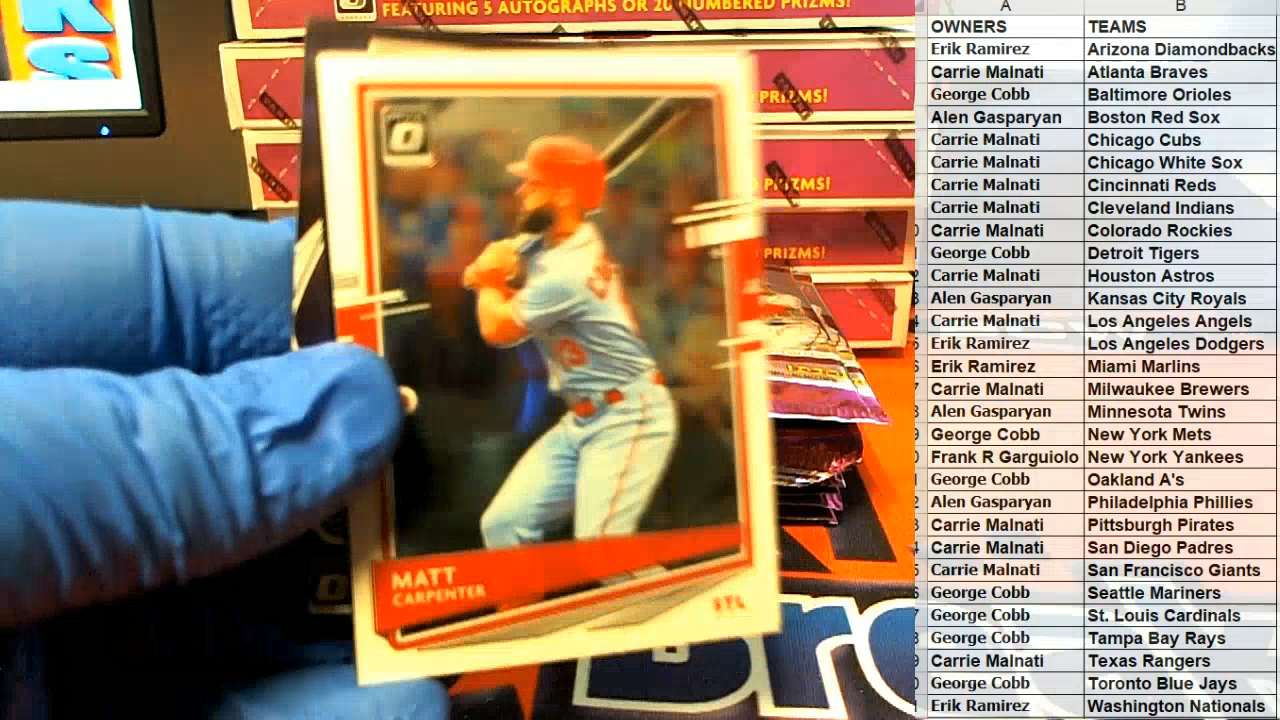 KS
FEATURING 5 AUTOGRAPHS OR 20 NUMBERED PRIZMS!
PRIZMS!
PRIZMS!
PRIZMS!
O
MATT
CARPENTER
STL
A B
OWNERS TEAMS
Erik Ramirez Arizona Diamondbacks
Carrie Malnati Atlanta Braves
George Cobb Baltimore Orioles
Alen Gasparyan Boston Red Sox
Carrie Malnati Chicago Cubs
Carrie Malnati Chicago White Sox
Carrie Malnati Cincinnati Reds
Carrie Malnati Cleveland Indians
Carrie Malnati Colorado Rockies
George Cobb Detroit Tigers
Carrie Malnati Houston Astros
Alen Gasparyan Kansas City Royals
Carrie Malnati Los Angeles Angels
Erik Ramirez Los Angeles Dodgers
Erik Ramirez Miami Marlins
Carrie Malnati Milwaukee Brewers
Alen Gasparyan Minnesota Twins
George Cobb New York Mets
Frank R Garguiolo New York Yankees
George Cobb Oakland A's
Alen Gasparyan Philadelphia Phillies
Carrie Malnati Pittsburgh Pirates
Carrie Malnati San Diego Padres
Carrie Malnati San Francisco Giants
George Cobb Seattle Mariners
George Cobb St. Louis Cardinals
George Cobb Tampa Bay Rays
Carrie Malnati Texas Rangers
George Cobb Toronto Blue Jays
Erik Ramirez Washington Nationals